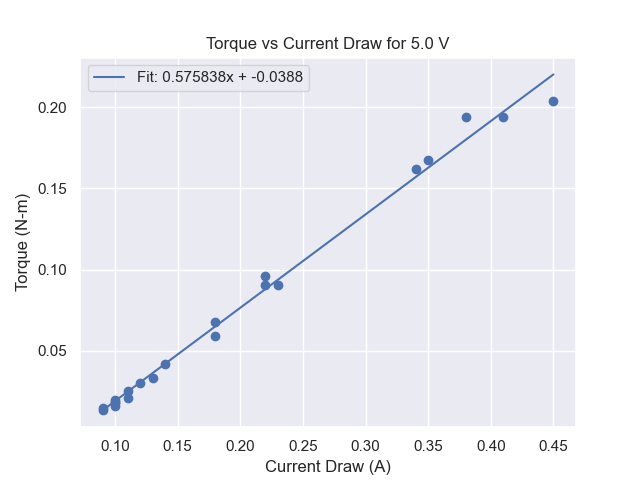 Torque vs Current Draw for 5.0 V
Fit: 0.575838x + -0.0388
0.20
0.15
0.10
0.05
Torque (N-m)
0.10 0.15 0.20 0.25 0.30 0.35 0.40 0.45
Current Draw (A)